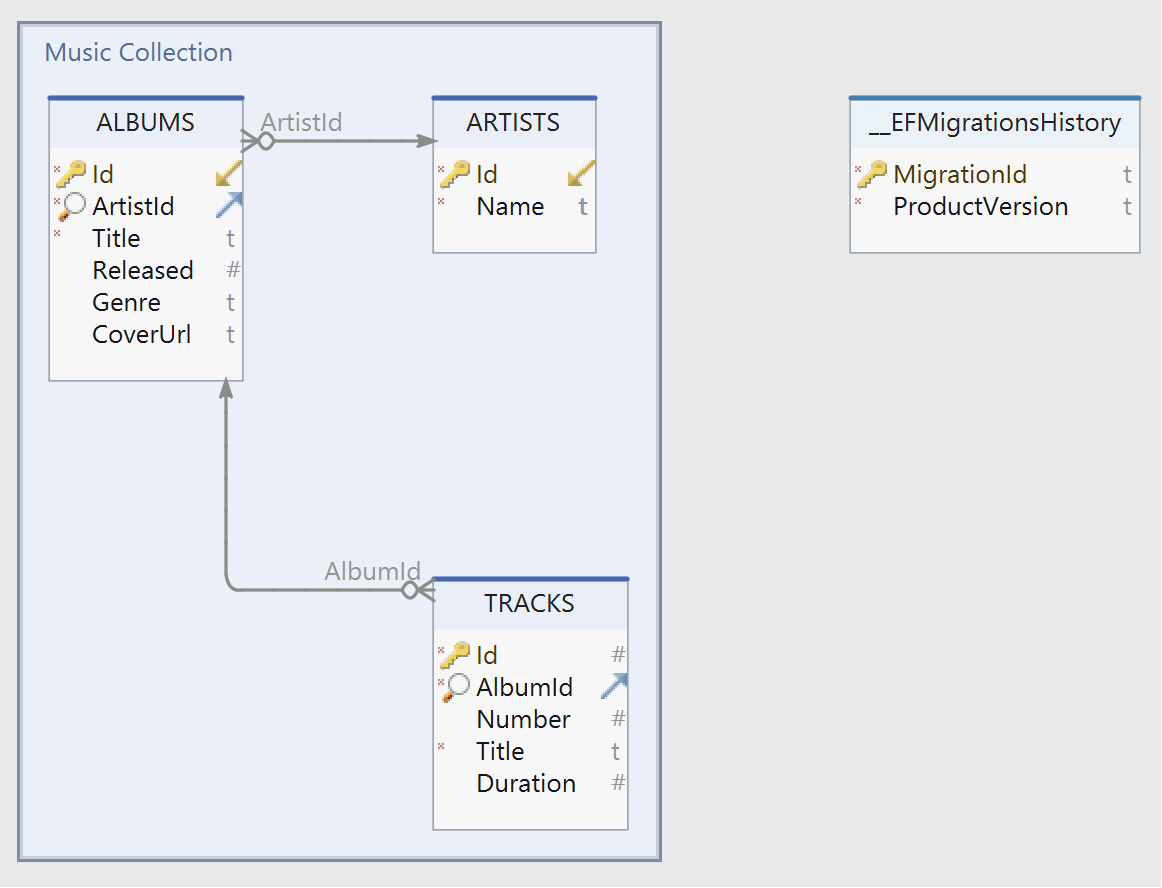 Music Collection
ALBUMS
Id
ArtistId
Title t
Released #
Genre t
CoverUrl t
ArtistId
ARTISTS
Id
Name t
__EFMigrationsHistory
MigrationId t
ProductVersion t
AlbumId
TRACKS
Id #
AlbumId
Number #
Title t
Duration #